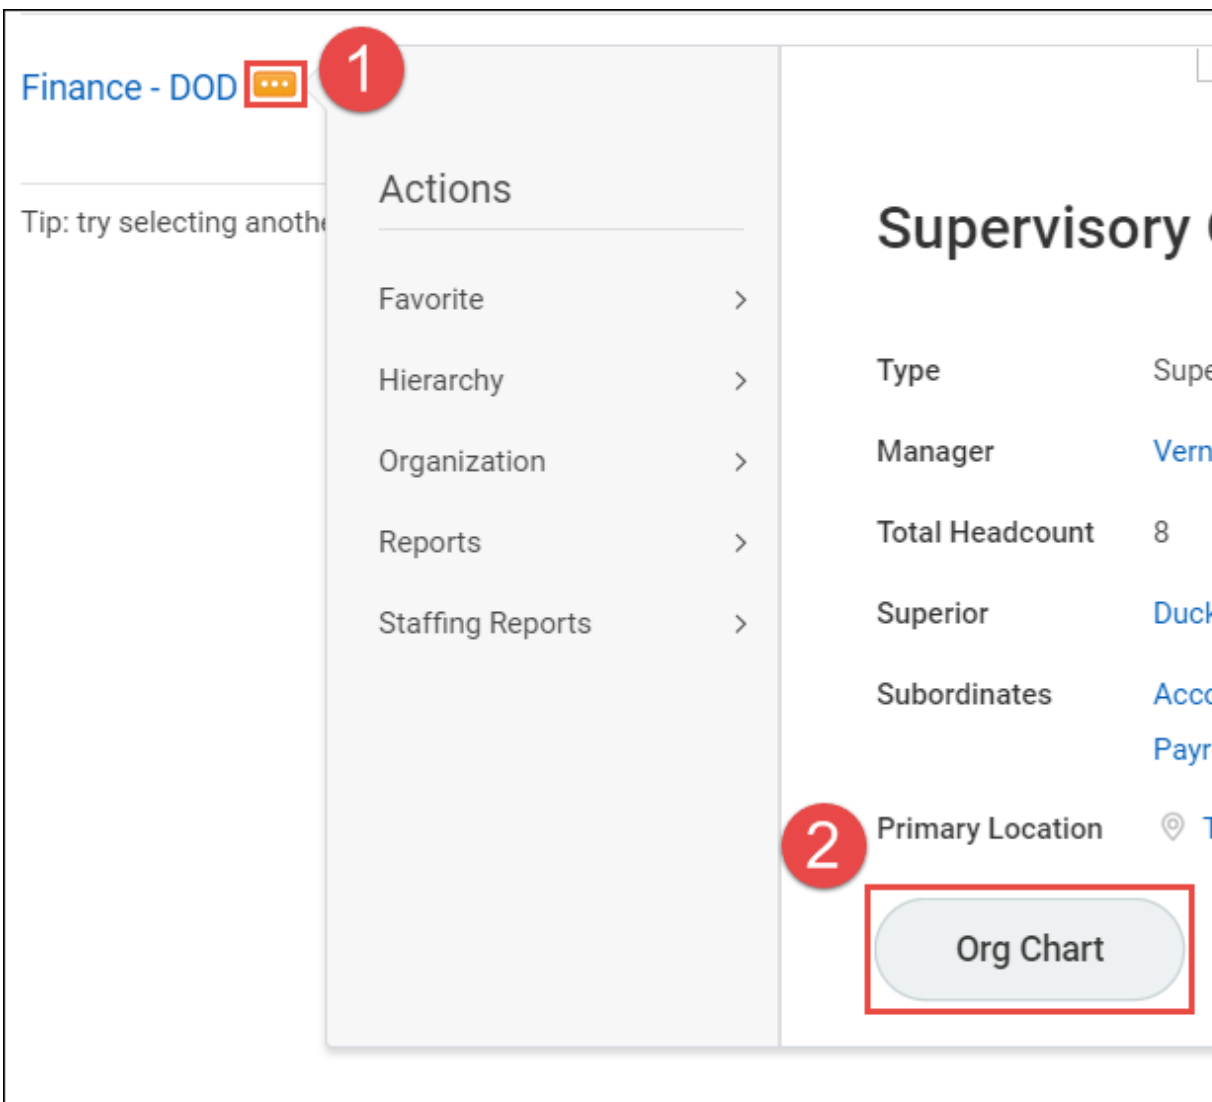 Finance - DOD
1
Tip: try selecting
Actions
Favorite
Hierarchy
Organization
Reports
Staffing Reports
Supervisory
Type
Manager
Total Headcount 8
Superior
Subordinates
2
Primary Location
Org Chart